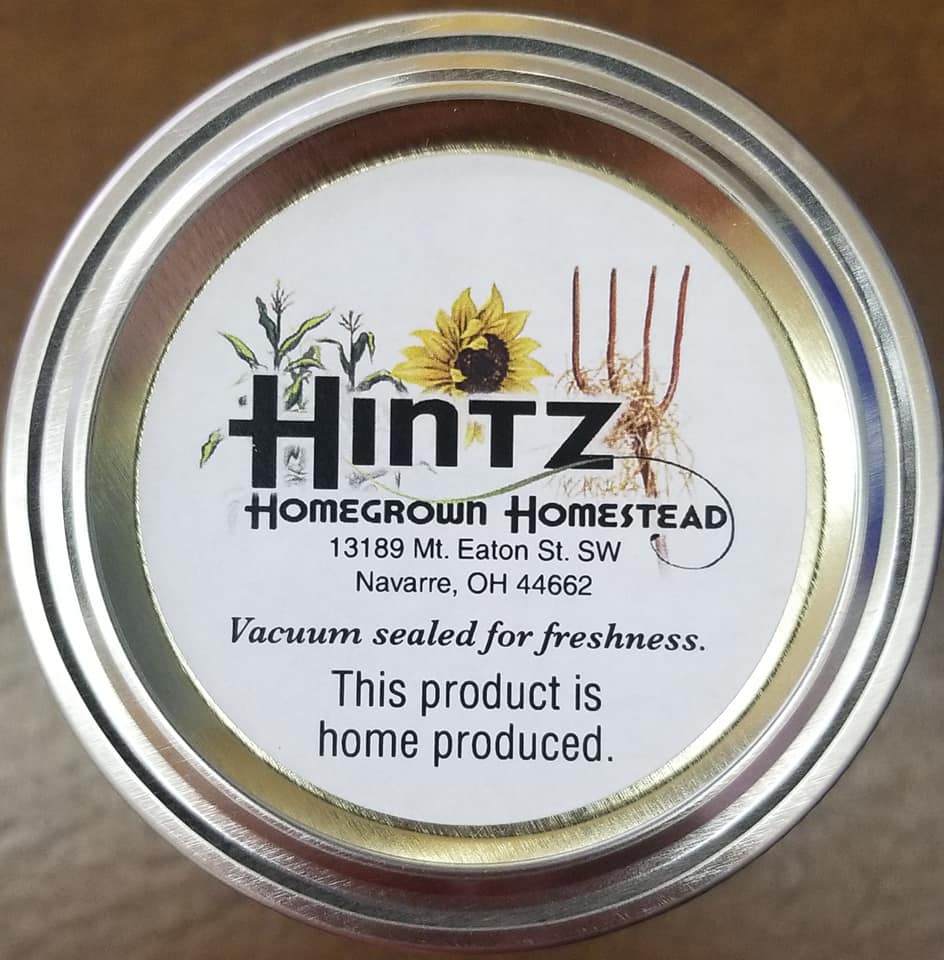 Hintz
Homegrown Homestead
13189 Mt. Eaton St. SW
Navarre, OH 44662
Vacuum sealed for freshness.
This product is
home produced.